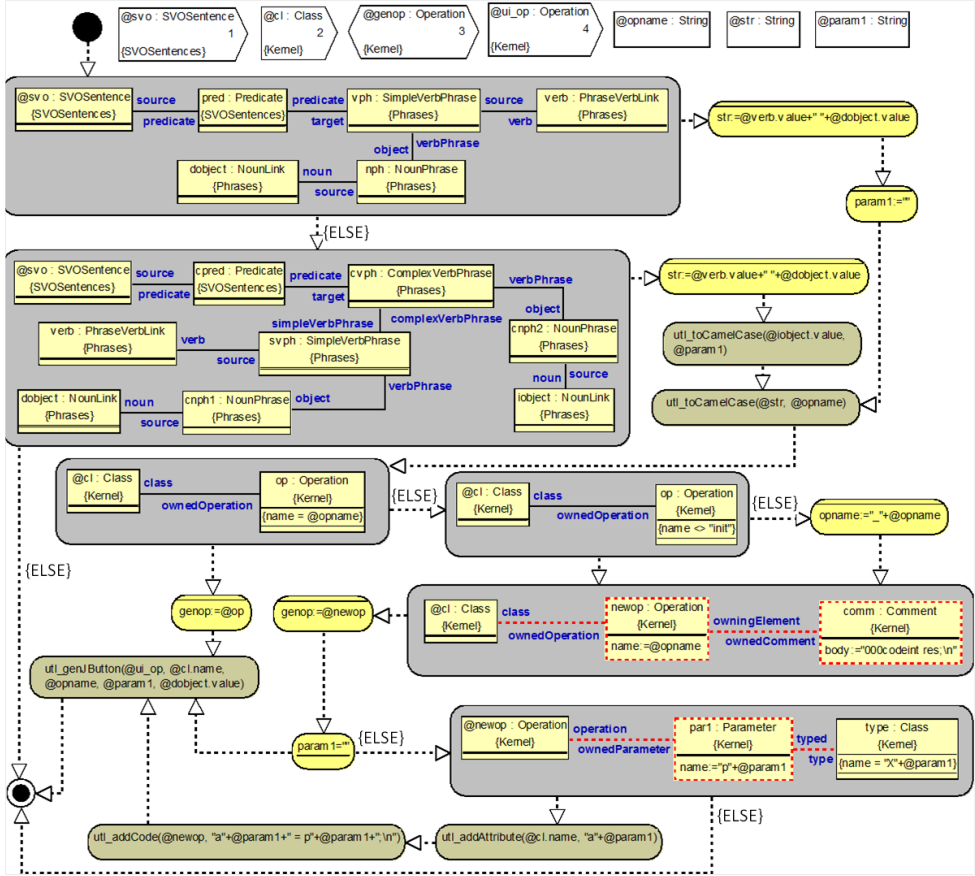 @svo : SVOSentence
1
{SVOSentences}
@cl : Class
2
{Kernel}
@genop : Operation
3
{Kernel}
@ui_op : Operation
4
{Kernel}
@opname : String
@str : String
@param1 : String
@svo : SVOSentence
{SVOSentences}
source
predicate
pred : Predicate
{SVOSentences}
predicate
target
vph : SimpleVerbPhrase
{Phrases}
source
verb
verb : PhraseVerbLink
{Phrases}
object
verbPhrase
dobject : NounLink
{Phrases}
noun
source
nph : NounPhrase
{Phrases}
str:=@verb.value+" "+@dobject.value
param1:=""
{ELSE}
@svo : SVOSentence
{SVOSentences}
source
predicate
cpred : Predicate
{SVOSentences}
predicate
target
cvph : ComplexVerbPhrase
{Phrases}
verbPhrase
object
simpleVerbPhrase
complexVerbPhrase
verb : PhraseVerbLink
{Phrases}
verb
source
svph : SimpleVerbPhrase
{Phrases}
cnph2 : NounPhrase
{Phrases}
verbPhrase
object
noun
source
dobject : NounLink
{Phrases}
noun
source
cnph1 : NounPhrase
{Phrases}
iobject : NounLink
{Phrases}
str:=@verb.value+" "+@dobject.value
utl_toCamelCase(@iobject.value,
@param1)
utl_toCamelCase(@str, @opname)
@cl : Class
{Kernel}
class
ownedOperation
op : Operation
{Kernel}
{name = @opname}
{ELSE}
@cl : Class
{Kernel}
class
ownedOperation
op : Operation
{Kernel}
{name <> "init"}
{ELSE}
opname:="_"+@opname
{ELSE}
genop:=@op
genop:=@newop
@cl : Class
{Kernel}
class
ownedOperation
newop : Operation
{Kernel}
name:=@opname
owningElement
ownedComment
comm : Comment
{Kernel}
body:="000codeint res;\n"
utl_genJButton(@ui_op, @cl.name,
@opname, @param1, @dobject.value)
param1=""
{ELSE}
@newop : Operation
{Kernel}
operation
ownedParameter
par1 : Parameter
{Kernel}
name:="p"+@param1
typed
type
type : Class
{Kernel}
{name = "X"+@param1}
{ELSE}
utl_addCode(@newop, "a"+@param1+" = p"+@param1+";\n")
utl_addAttribute(@cl.name, "a"+@param1)